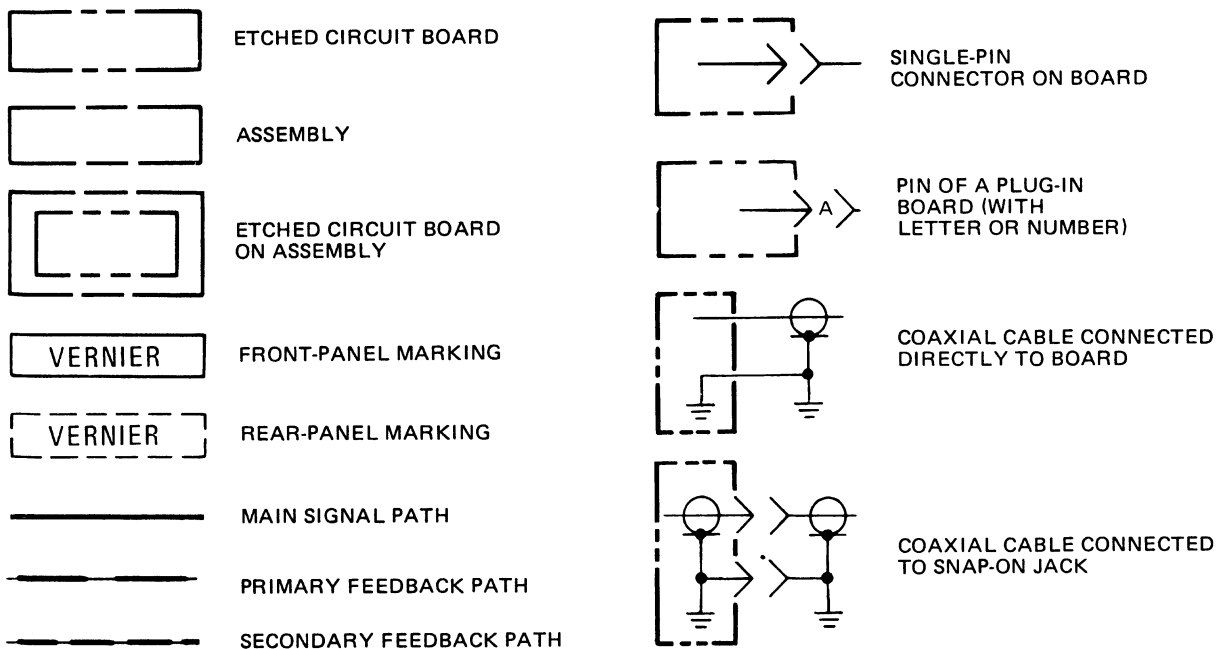 ETCHED CIRCUIT BOARD
ASSEMBLY
ETCHED CIRCUIT BOARD
ON ASSEMBLY
VERNIER
FRONT-PANEL MARKING
VERNIER
REAR-PANEL MARKING
MAIN SIGNAL PATH
PRIMARY FEEDBACK PATH
SECONDARY FEEDBACK PATH
SINGLE-PIN
CONNECTOR ON BOARD
A
PIN OF A PLUG-IN
BOARD (WITH
LETTER OR NUMBER)
COAXIAL CABLE CONNECTED
DIRECTLY TO BOARD
COAXIAL CABLE CONNECTED
TO SNAP-ON JACK